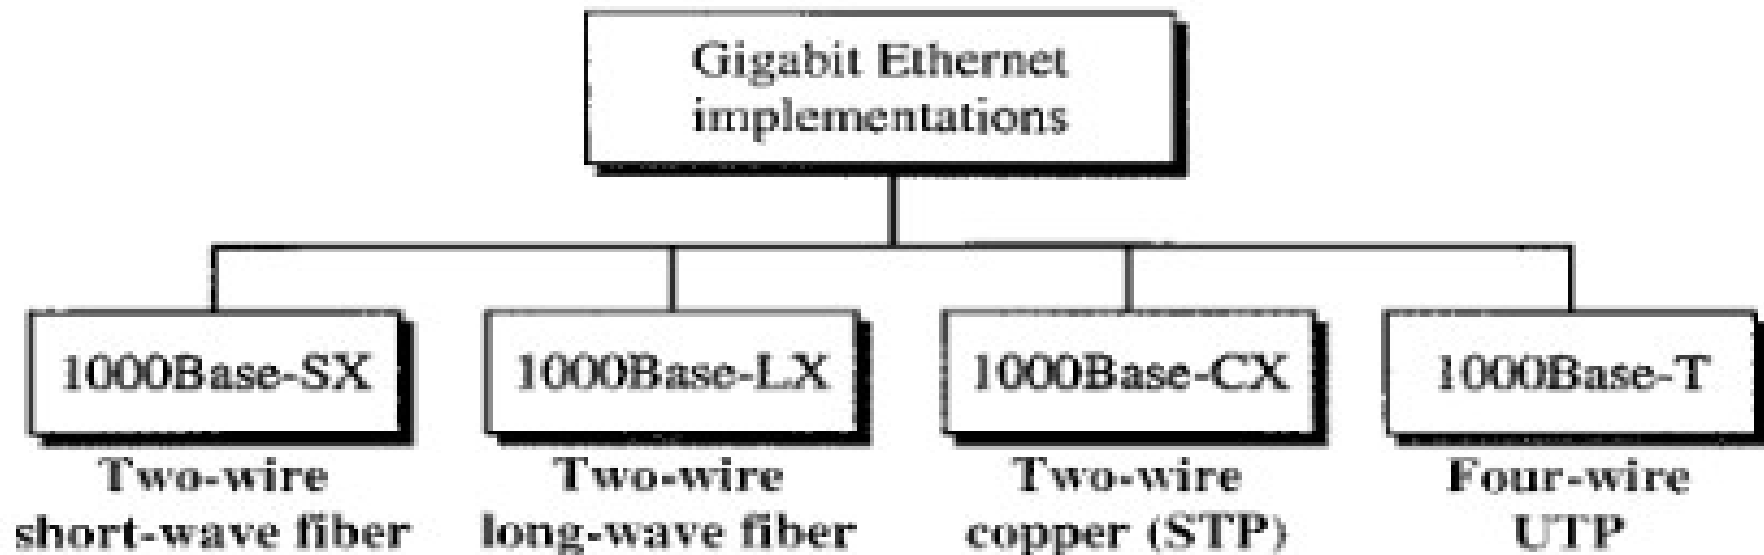 Gigabit Ethernet
implementations
1000Base-SX
1000Base-LX
1000Base-CX
1000Base-T
Two-wire
short-wave fiber
Two-wire
long-wave fiber
Two-wire
copper (STP)
Four-wire
UTP